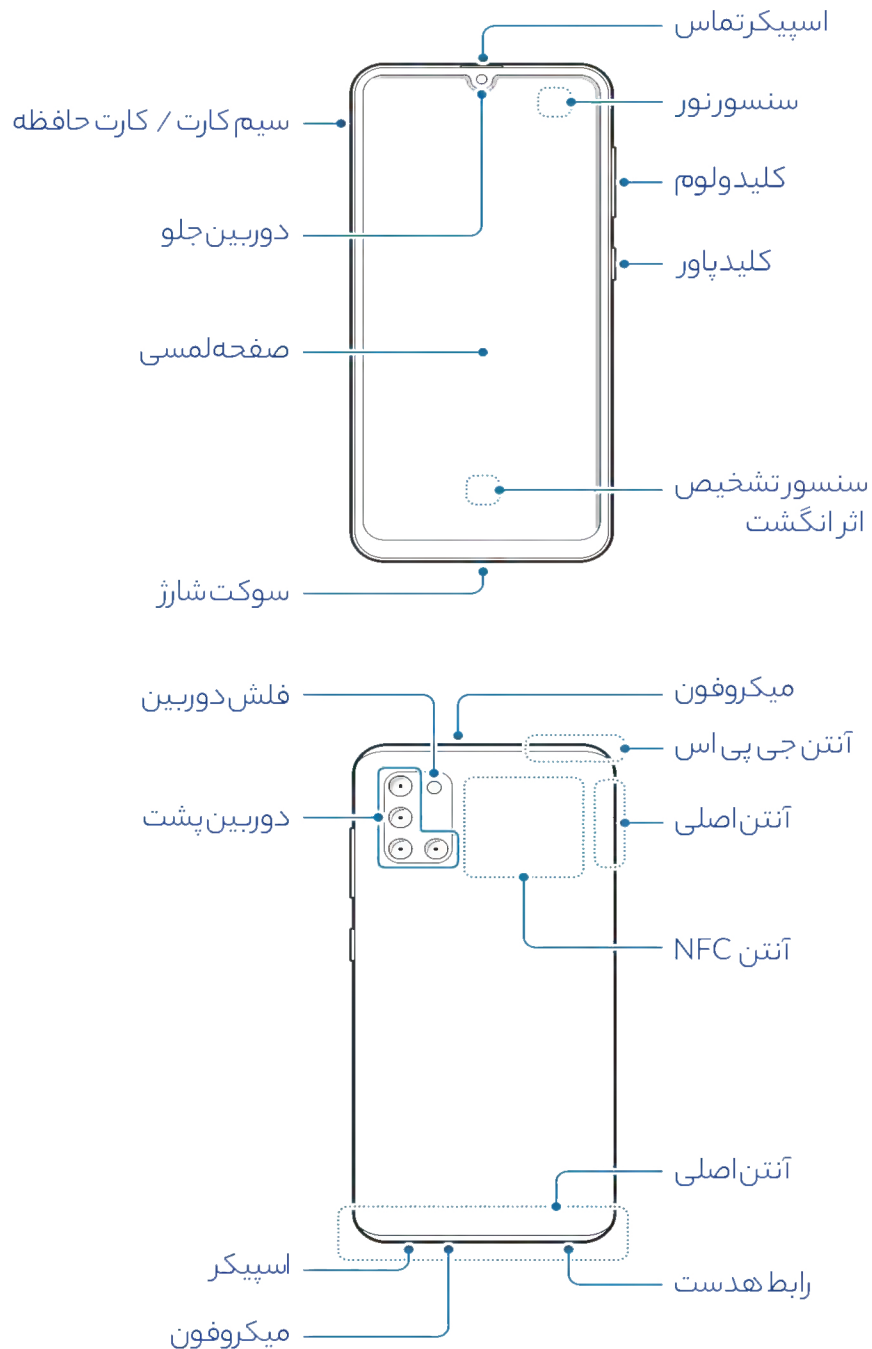 اسپیکر تماس
سنسور نور
سیم کارت / کارت حافظه
کلید ولوم
دوربین جلو
کلید پاور
صفحه لمسی
سنسور تشخیص
اثر انگشت
سوکت شارژ
میکروفون
فلش دوربین
آنتن جی پی اس
آنتن اصلی
دوربین پشت
آنتن NFC
آنتن اصلی
اسپیکر
رابط هدست
میکروفون